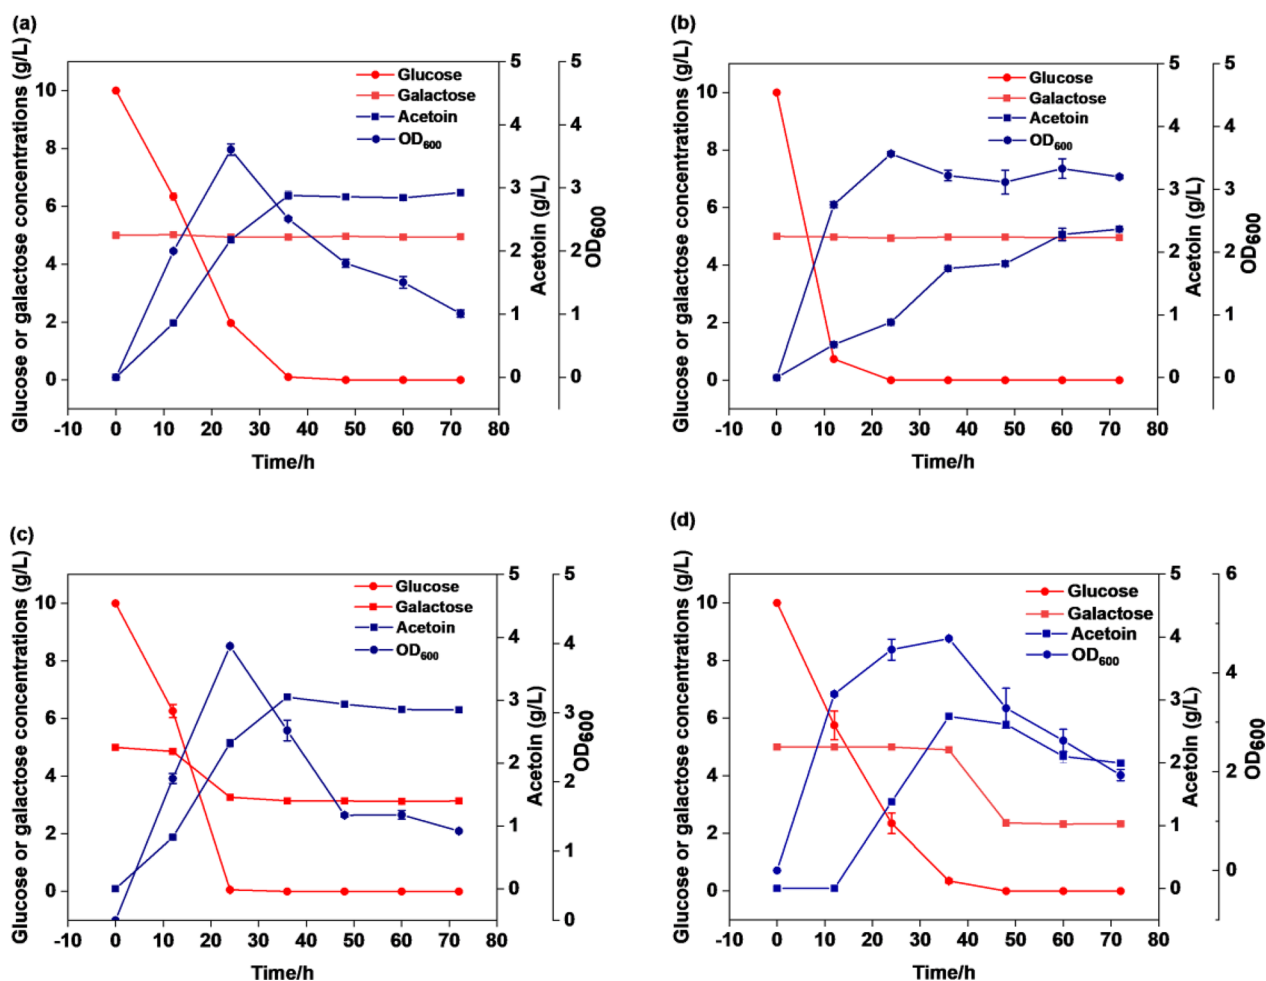 (a)
Glucose or galactose concentrations (g/L)
10
8
6
4
2
0
-10 0 10 20 30 40 50 60 70 80
Time/h
Glucose
Galactose
Acetoin
OD600
5
4
3
2
1
0
Acetoin (g/L)
5
4
3
2
1
0
OD600
(b)
Glucose or galactose concentrations (g/L)
10
8
6
4
2
0
-10 0 10 20 30 40 50 60 70 80
Time/h
Glucose
Galactose
Acetoin
OD600
5
4
3
2
1
0
Acetoin (g/L)
5
4
3
2
1
0
OD600
(c)
Glucose or galactose concentrations (g/L)
10
8
6
4
2
0
-10 0 10 20 30 40 50 60 70 80
Time/h
Glucose
Galactose
Acetoin
OD600
5
4
3
2
1
0
Acetoin (g/L)
5
4
3
2
1
0
OD600
(d)
Glucose or galactose concentrations (g/L)
10
8
6
4
2
0
-10 0 10 20 30 40 50 60 70 80
Time/h
Glucose
Galactose
Acetoin
OD600
5
4
3
2
1
0
Acetoin (g/L)
6
4
2
0
OD600